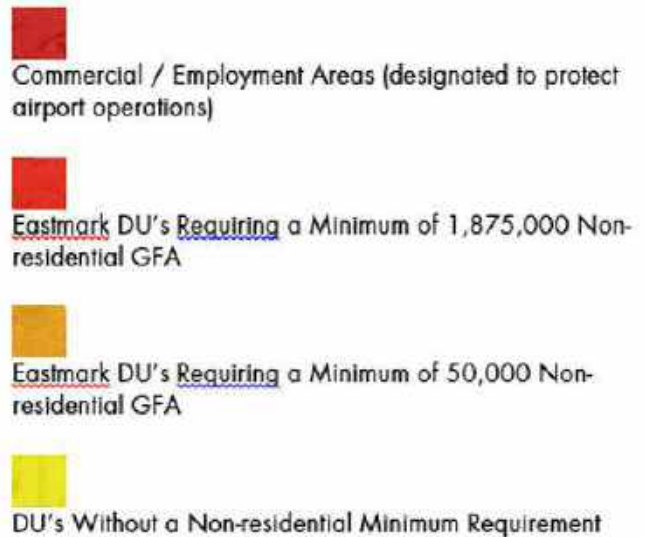 Commercial / Employment Areas (designated to protect
airport operations)
Eastmark DU's Requiring a Minimum of 1,875,000 Non-
residential GFA
Eastmark DU's Requiring a Minimum of 50,000 Non-
residential GFA
DU's Without a Non-residential Minimum Requirement